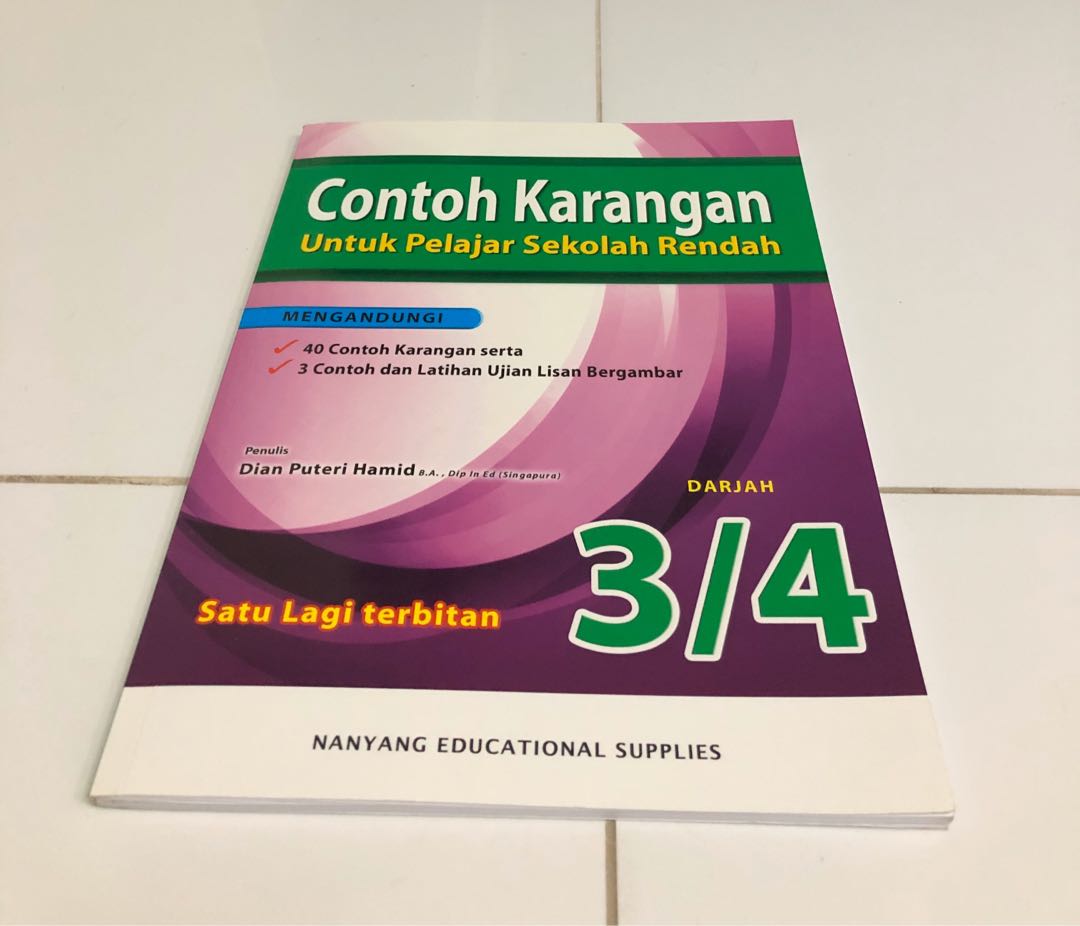 Contoh Karangan
Untuk Pelajar Sekolah Rendah
MENGANDUNGI
40 Contoh Karangan serta
3 Contoh dan Latihan Ujian Lisan Bergambar
Penulis
Dian Puteri Hamid B.A., Dip In Ed (Singapura)
DARJAH
3/4
Satu Lagi terbitan
NANYANG EDUCATIONAL SUPPLIES